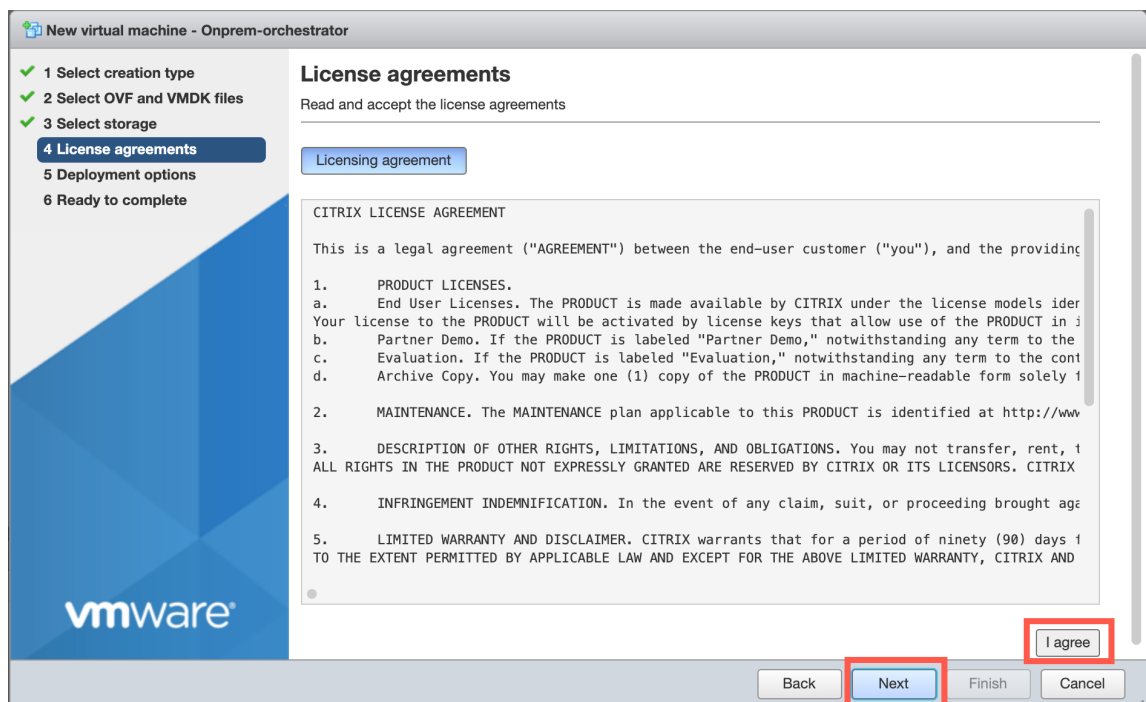 New virtual machine - Onprem-orchestrator
1 Select creation type
2 Select OVF and VMDK files
3 Select storage
4 License agreements
5 Deployment options
6 Ready to complete
vmware®
License agreements
Read and accept the license agreements
Licensing agreement
CITRIX LICENSE AGREEMENT
This is a legal agreement ("AGREEMENT") between the end-user customer ("you"), and the providing
1. PRODUCT LICENSES.
a. End User Licenses. The PRODUCT is made available by CITRIX under the license models
Your license to the PRODUCT will be activated by license keys that allow use of the PRODUCT in
b. Partner Demo. If the PRODUCT is labeled "Partner Demo," notwithstanding any term to the
c. Evaluation. If the PRODUCT is labeled "Evaluation," notwithstanding any term to the
d. Archive Copy. You may make one (1) copy of the PRODUCT in machine-readable form solely
2. MAINTENANCE. The MAINTENANCE plan applicable to this PRODUCT is identified at
3. DESCRIPTION OF OTHER RIGHTS, LIMITATIONS, AND OBLIGATIONS. You may not transfer, rent,
ALL RIGHTS IN THE PRODUCT NOT EXPRESSLY GRANTED ARE RESERVED BY CITRIX OR ITS LICENSORS. CITRIX
4. INFRINGEMENT INDEMNIFICATION. In the event of any claim, suit, or proceeding brought
5. LIMITED WARRANTY AND DISCLAIMER. CITRIX warrants that for a period of ninety (90) days
TO THE EXTENT PERMITTED BY APPLICABLE LAW AND EXCEPT FOR THE ABOVE LIMITED WARRANTY, CITRIX AND
I agree
Back
Next
Finish
Cancel